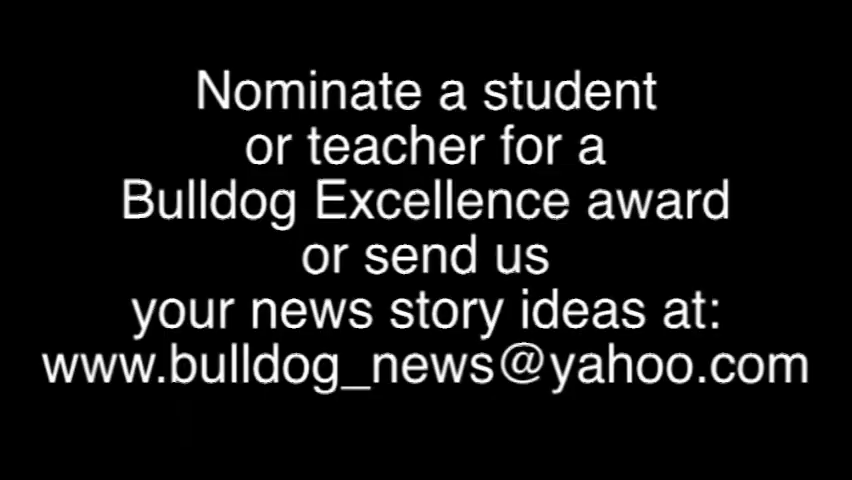 Nominate a student
or teacher for a
Bulldog Excellence award
or send us
your news story ideas at:
www.bulldog_news@yahoo.com